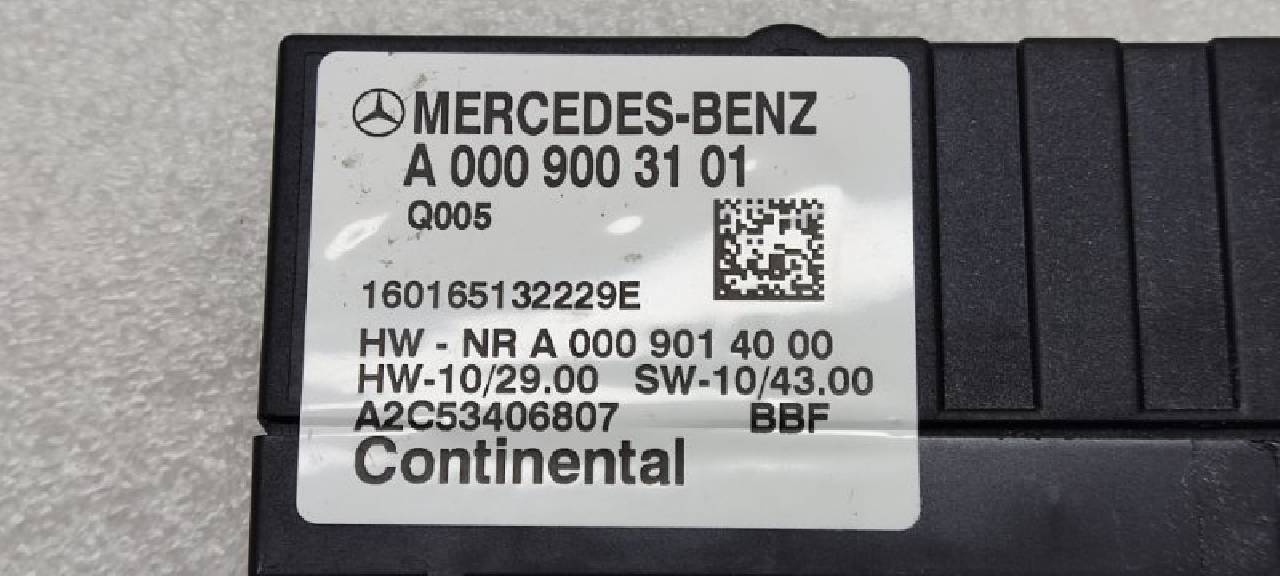 MERCEDES-BENZ
A 000 900 31 01
Q005
160165132229E
HW - NR A 000 901 40 00
HW-10/29.00 SW-10/43.00
A2C53406807 BBF
Continental